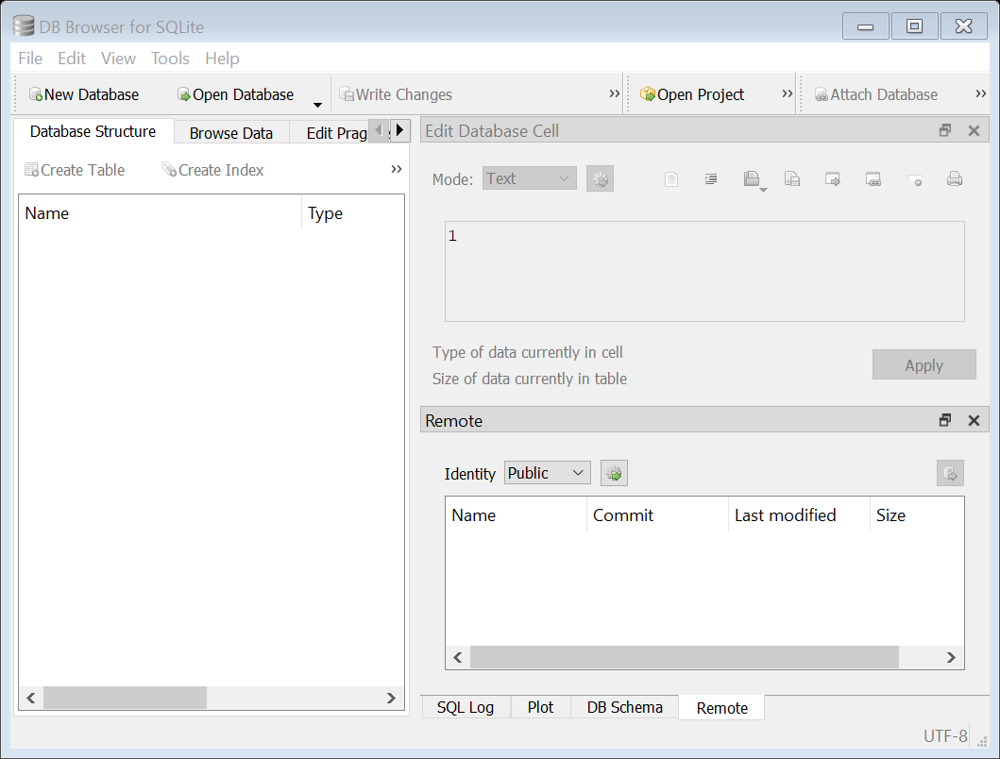 DB Browser for SQLite
File Edit View Tools Help
New Database Open Database Write Changes Open Project Attach Database
Database Structure Browse Data Edit Prag
Create Table Create Index
Name Type
Edit Database Cell
Mode: Text
1
Type of data currently in cell
Size of data currently in table
Apply
Remote
Identity Public
Name Commit Last modified Size
SQL Log Plot DB Schema Remote
UTF-8